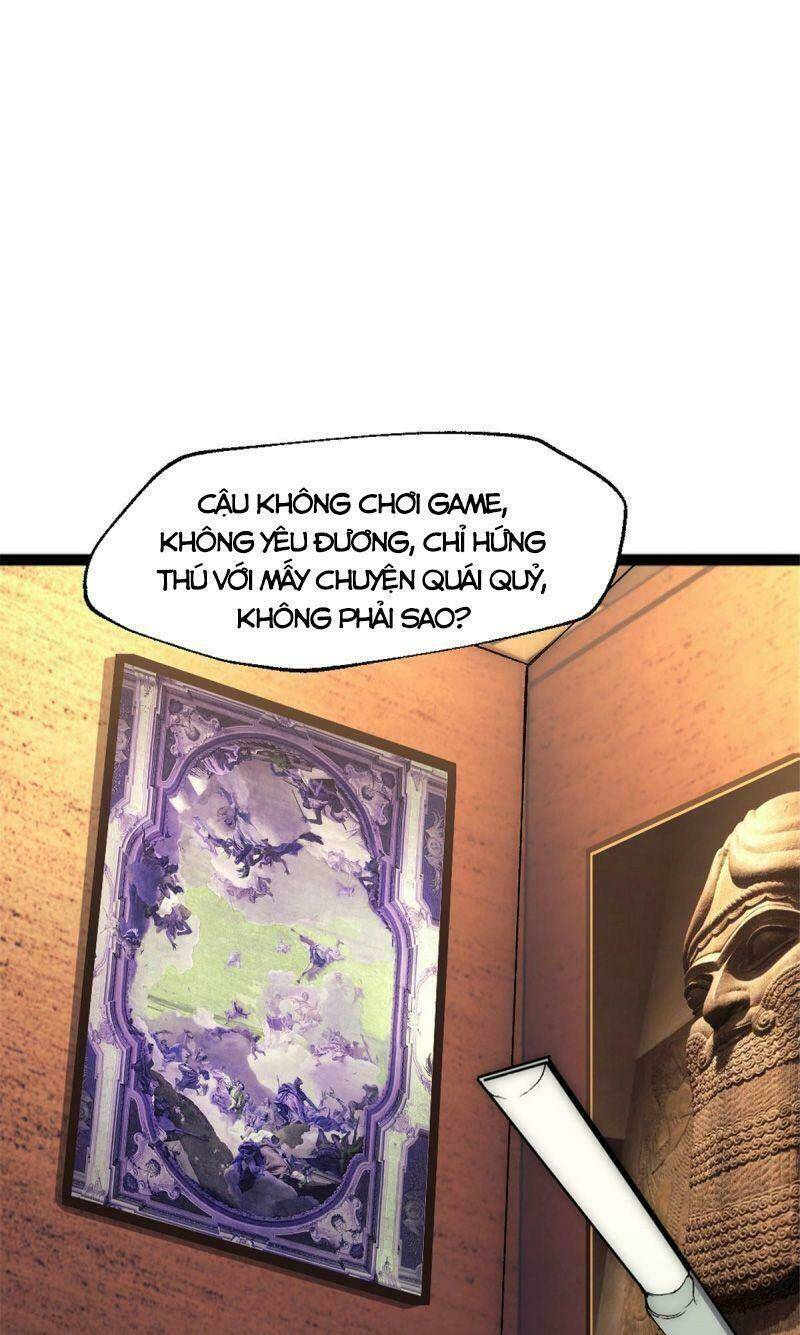 CẬU KHÔNG CHƠI GAME,
KHÔNG YÊU ĐƯƠNG, CHỈ HỨNG
THÚ VỚI MẤY CHUYỆN QUÁI QUỶ,
KHÔNG PHẢI SAO?